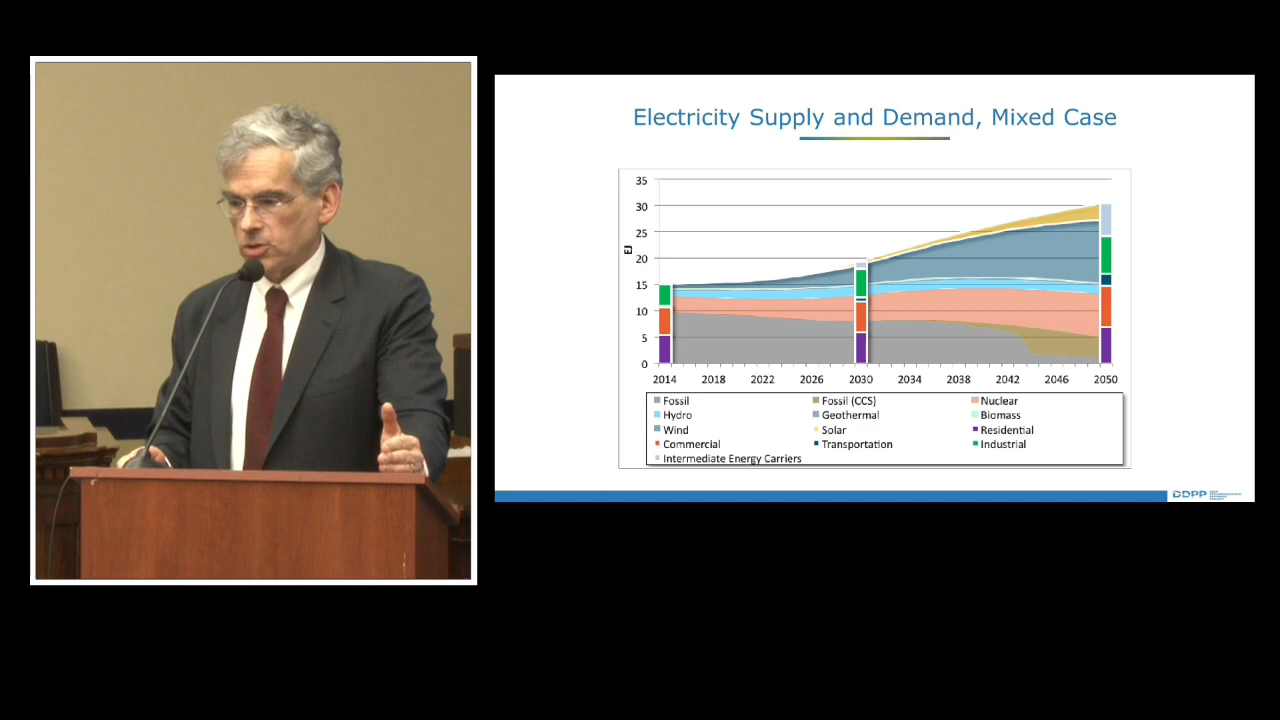 Electricity Supply and Demand, Mixed Case
35
30
25
20
15
10
5
0
EJ
2014 2018 2022 2026 2030 2034 2038 2042 2046 2050
Fossil Fossil (CCS) Nuclear
Hydro Geothermal Biomass
Wind Solar Residential
Commercial Transportation Industrial
Intermediate Energy Carriers
DDPP